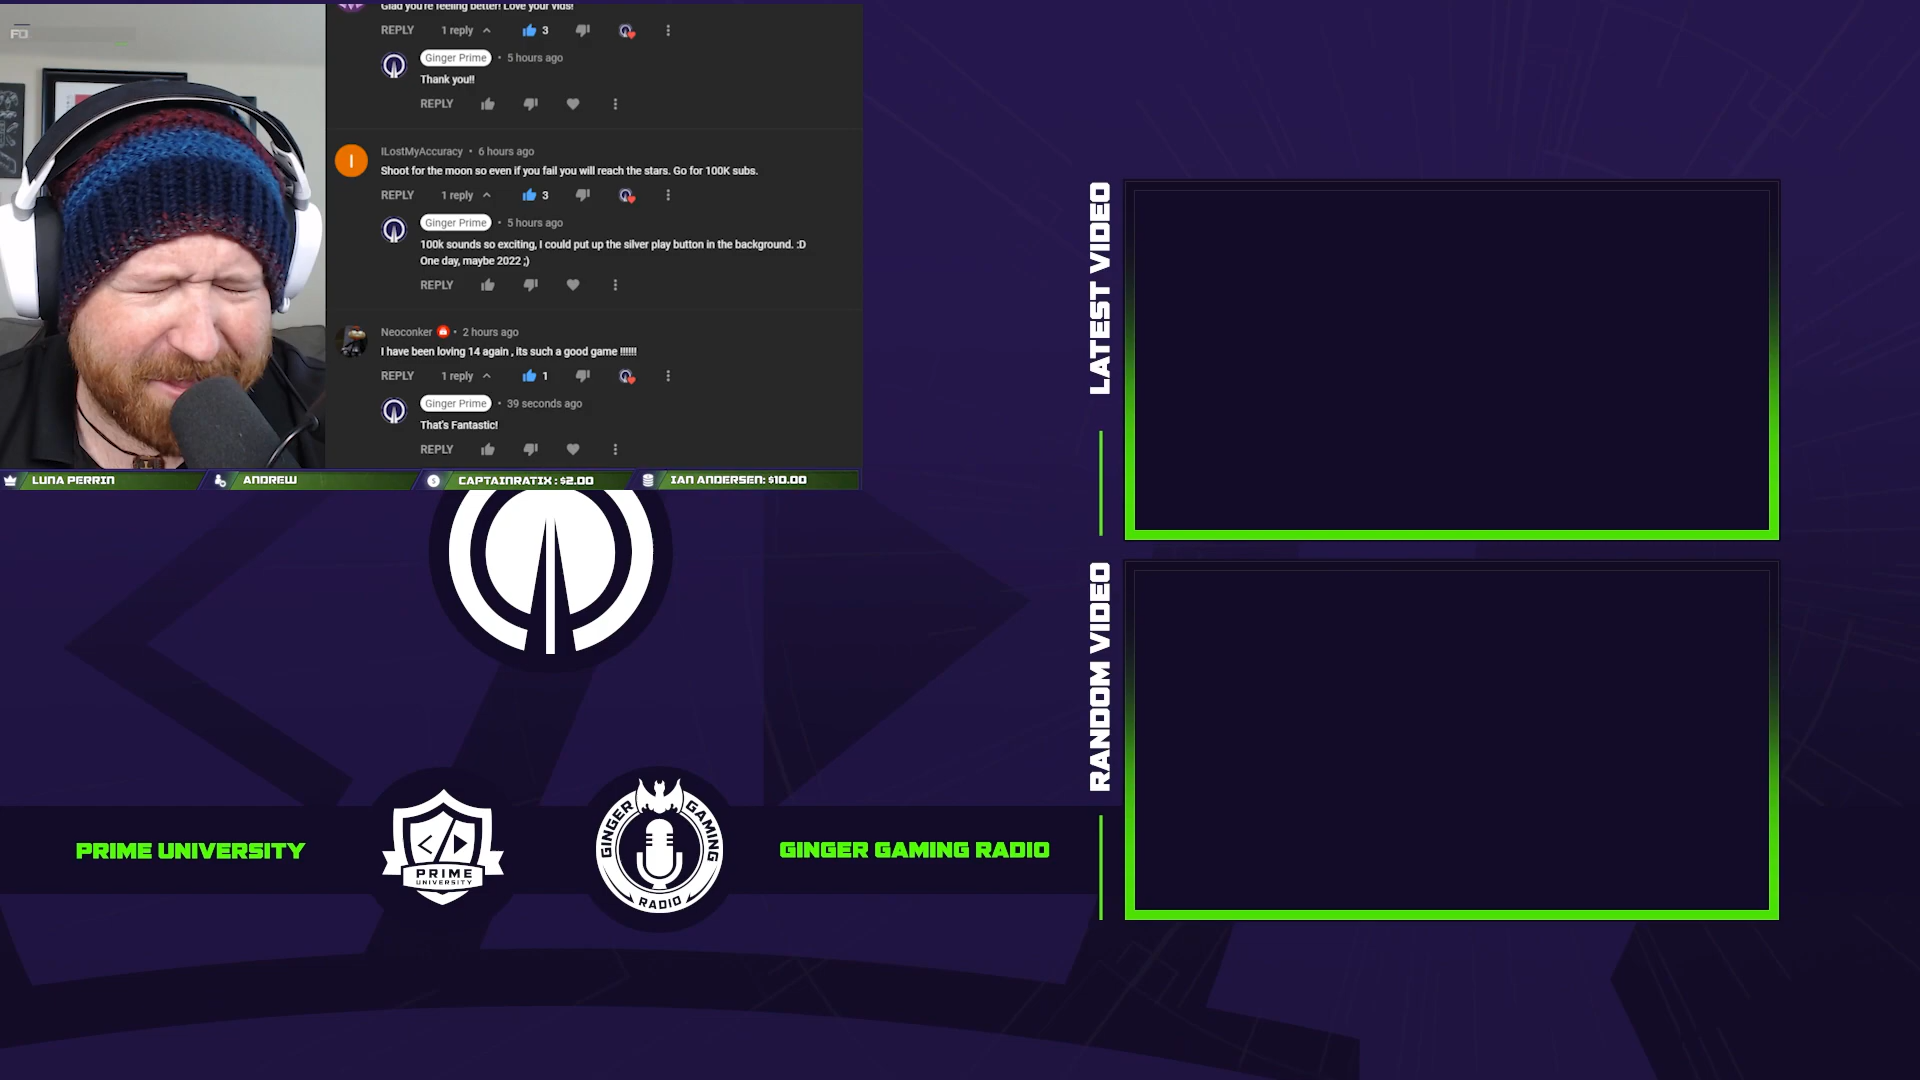 FO
Glad you're feeling better! Love your vids!
REPLY 1 reply 3
Ginger Prime • 5 hours ago
Thank you!!
REPLY
I
ILostMyAccuracy • 6 hours ago
Shoot for the moon so even if you fail you will reach the stars. Go for 100K subs.
REPLY 1 reply 3
Ginger Prime • 5 hours ago
100k sounds so exciting, I could put up the silver play button in the background. :D
One day, maybe 2022 ;)
REPLY
Neoconker • 2 hours ago
I have been loving 14 again , its such a good game !!!!!!
REPLY 1 reply 1
Ginger Prime • 39 seconds ago
That's Fantastic!
REPLY
LUNA PERRIN ANDREW CAPTAINRATIX : $2.00 IAN ANDERSEN: $10.00
LATEST VIDEO
RANDOM VIDEO
PRIME UNIVERSITY
</> PRIME
UNIVERSITY
GINGER GAMING
RADIO
GINGER GAMING RADIO